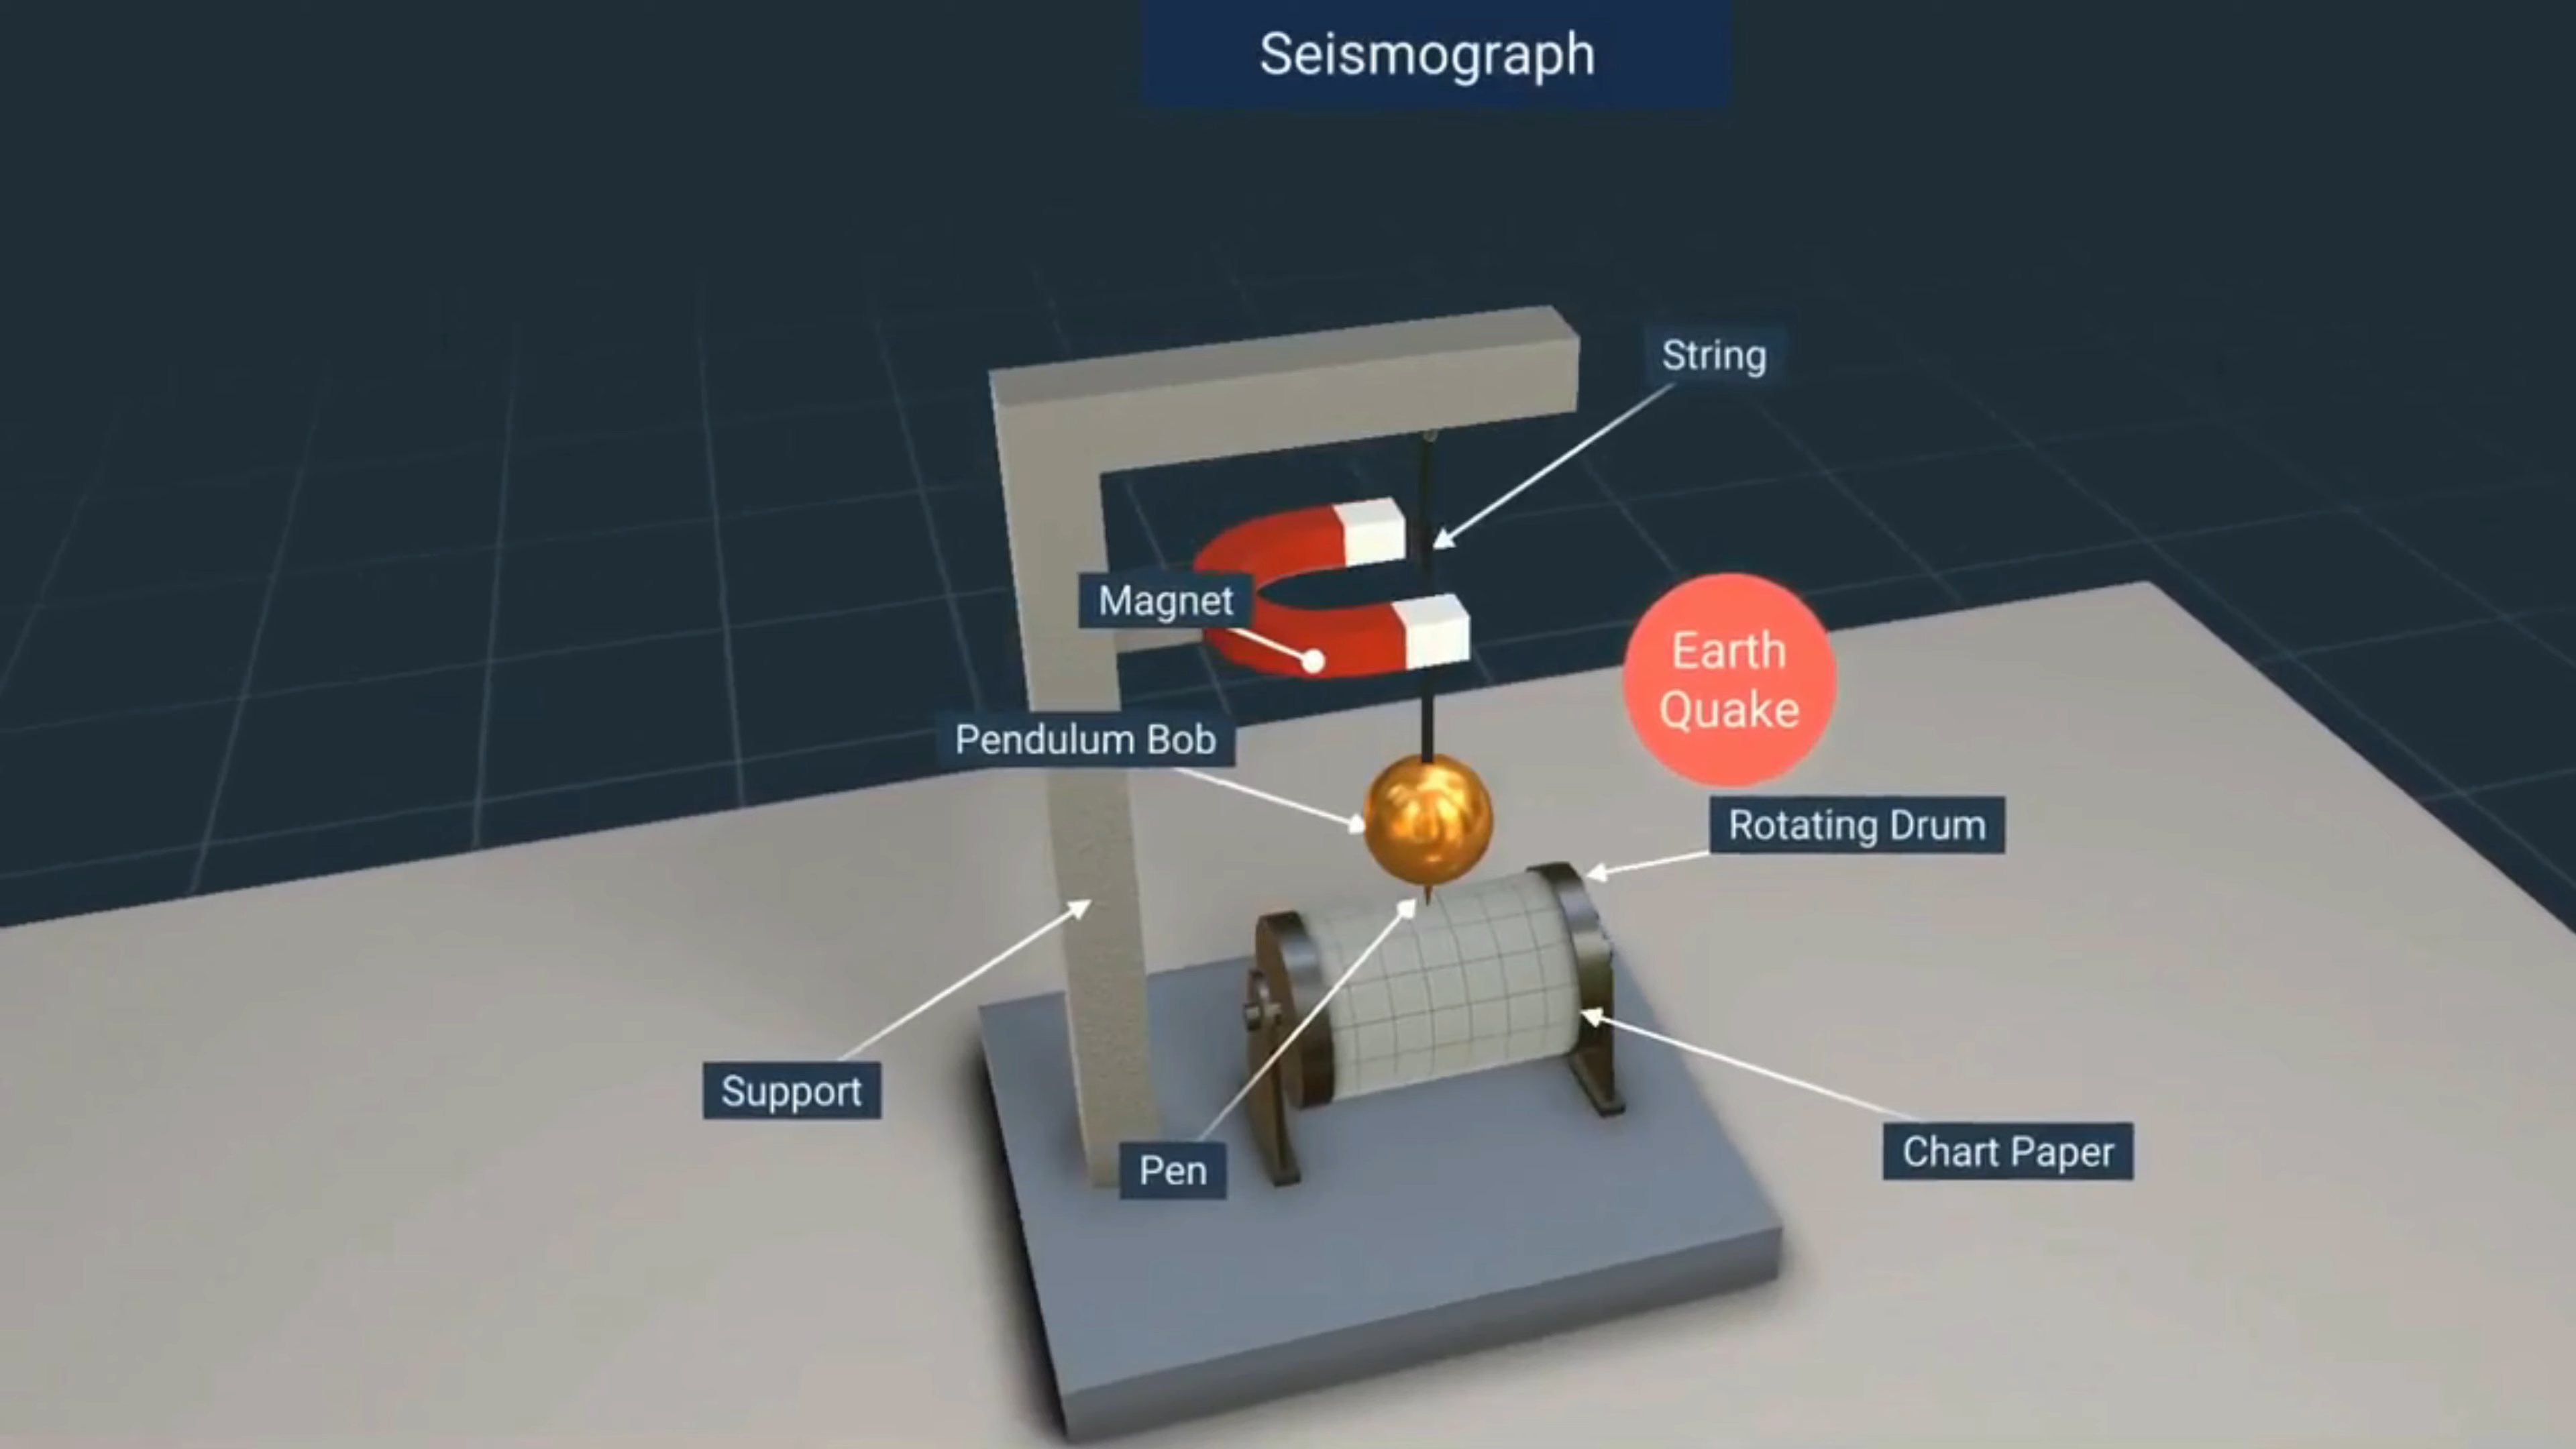 Seismograph
String
Magnet
Earth
Quake
Pendulum Bob
Rotating Drum
Support
Pen
Chart Paper